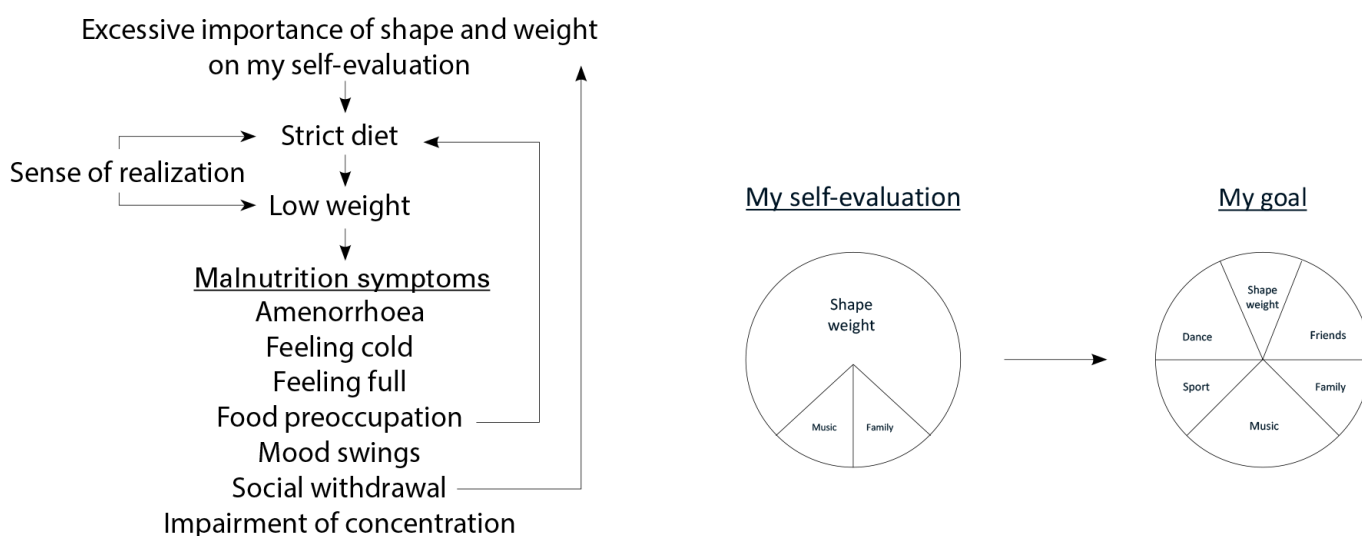 Excessive importance of shape and weight
on my self-evaluation
Strict diet
Sense of realization
Low weight
Malnutrition symptoms
Amenorrhoea
Feeling cold
Feeling full
Food preoccupation
Mood swings
Social withdrawal
Impairment of concentration
My self-evaluation
Shape
weight
Music
Family
My goal
Shape
weight
Dance
Friends
Sport
Family
Music